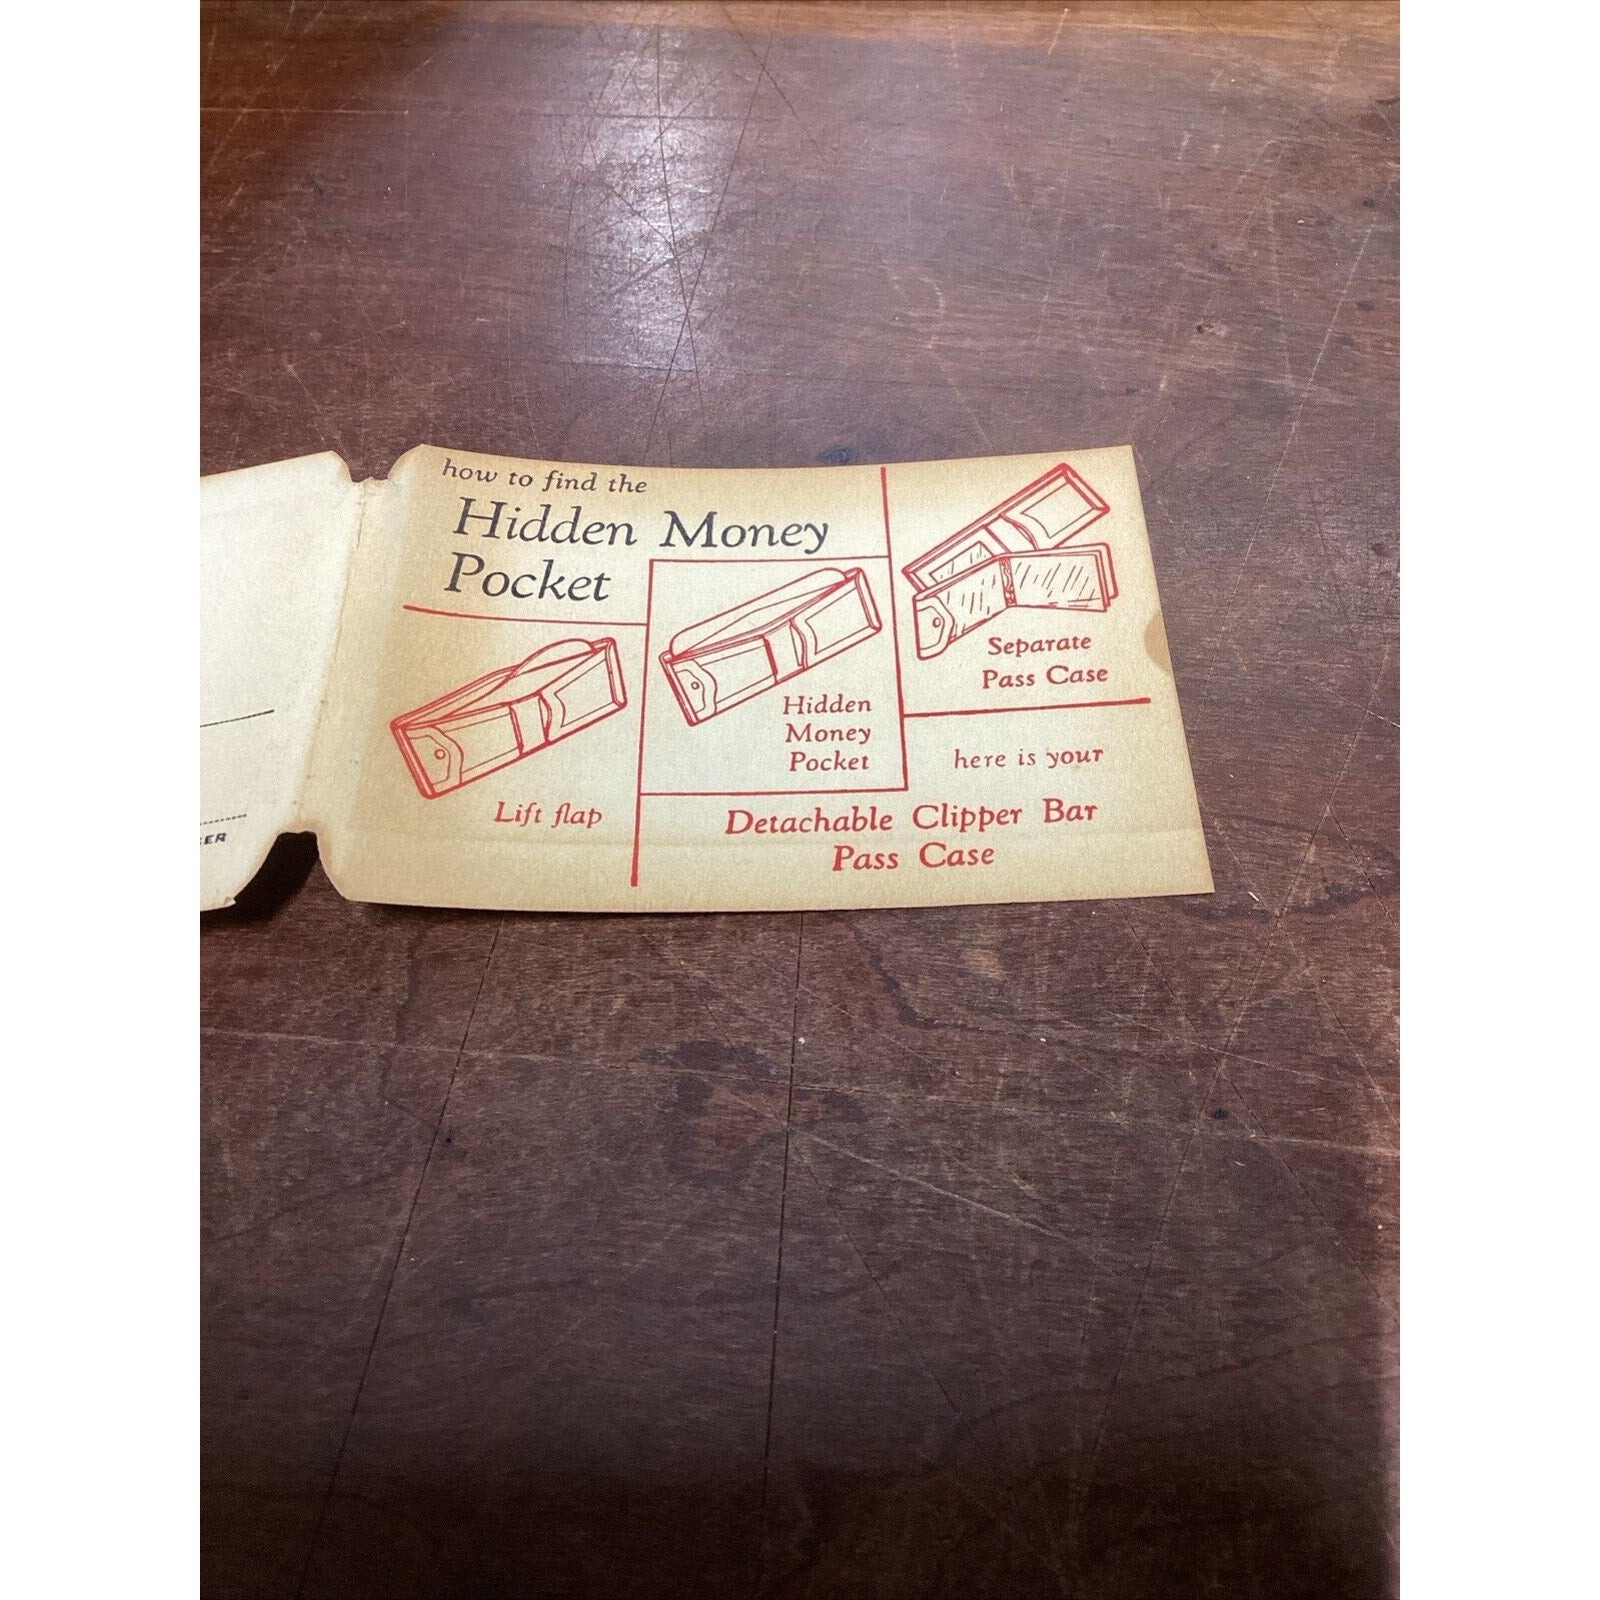 how to find the
Hidden Money
Pocket
Lift flap
Hidden
Money
Pocket
Separate
Pass Case
here is your
Detachable Clipper Bar
Pass Case